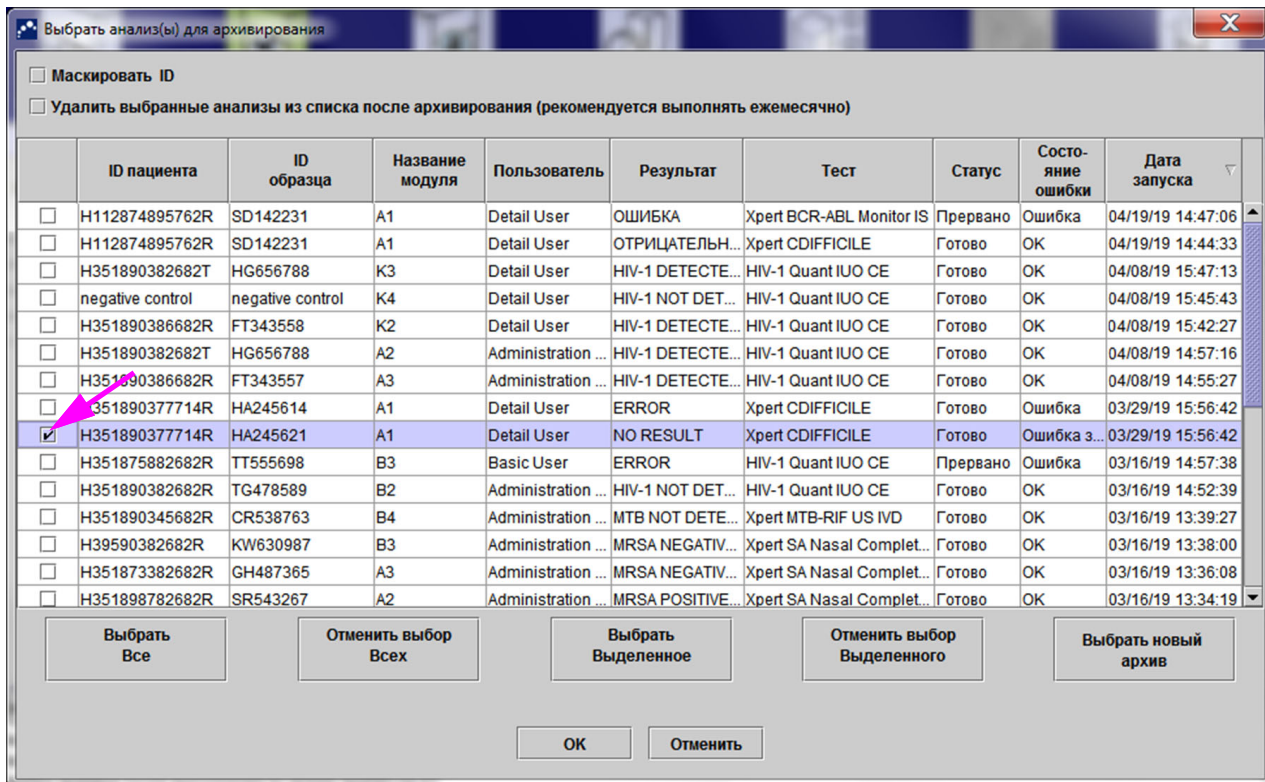 Выбрать анализ(ы) для архивирования
Маскировать ID
Удалить выбранные анализы из списка после архивирования (рекомендуется выполнять ежемесячно)
ID пациента ID образца Название модуля Пользователь Результат Тест Статус Состо-яние ошибки Дата запуска
H112874895762R SD142231 A1 Detail User ОШИБКА Xpert BCR-ABL Monitor IS Прервано Ошибка 04/19/19 14:47:06
H112874895762R SD142231 A1 Detail User ОТРИЦАТЕЛЬН... Xpert CDIFFICILE Готово OK 04/19/19 14:44:33
H351890382682T HG656788 K3 Detail User HIV-1 DETECTE... HIV-1 Quant IUO CE Готово OK 04/08/19 15:47:13
negative control negative control K4 Detail User HIV-1 NOT DET... HIV-1 Quant IUO CE Готово OK 04/08/19 15:45:43
H351890386682R FT343558 K2 Detail User HIV-1 DETECTE... HIV-1 Quant IUO CE Готово OK 04/08/19 15:42:27
H351890382682T HG656788 A2 Administration ... HIV-1 DETECTE... HIV-1 Quant IUO CE Готово OK 04/08/19 14:57:16
H351890386682R FT343557 A3 Administration ... HIV-1 DETECTE... HIV-1 Quant IUO CE Готово OK 04/08/19 14:55:27
H351890377714R HA245614 A1 Detail User ERROR Xpert CDIFFICILE Готово Ошибка 03/29/19 15:56:42
H351890377714R HA245621 A1 Detail User NO RESULT Xpert CDIFFICILE Готово Ошибка з... 03/29/19 15:56:42
H351875882682R TT555698 B3 Basic User ERROR HIV-1 Quant IUO CE Прервано Ошибка 03/16/19 14:57:38
H351890382682R TG478589 B2 Administration ... HIV-1 NOT DET... HIV-1 Quant IUO CE Готово OK 03/16/19 14:52:39
H351890345682R CR538763 B4 Administration ... MTB NOT DETE... Xpert MTB-RIF US IVD Готово OK 03/16/19 13:39:27
H39590382682R KW630987 B3 Administration ... MRSA NEGATIV... Xpert SA Nasal Complet... Готово OK 03/16/19 13:38:00
H351873382682R GH487365 A3 Administration ... MRSA NEGATIV... Xpert SA Nasal Complet... Готово OK 03/16/19 13:36:08
H351898782682R SR543267 A2 Administration ... MRSA POSITIVE... Xpert SA Nasal Complet... Готово OK 03/16/19 13:34:19
Выбрать Все Отменить выбор Всех Выбрать Выделенное Отменить выбор Выделенного Выбрать новый архив
OK Отменить